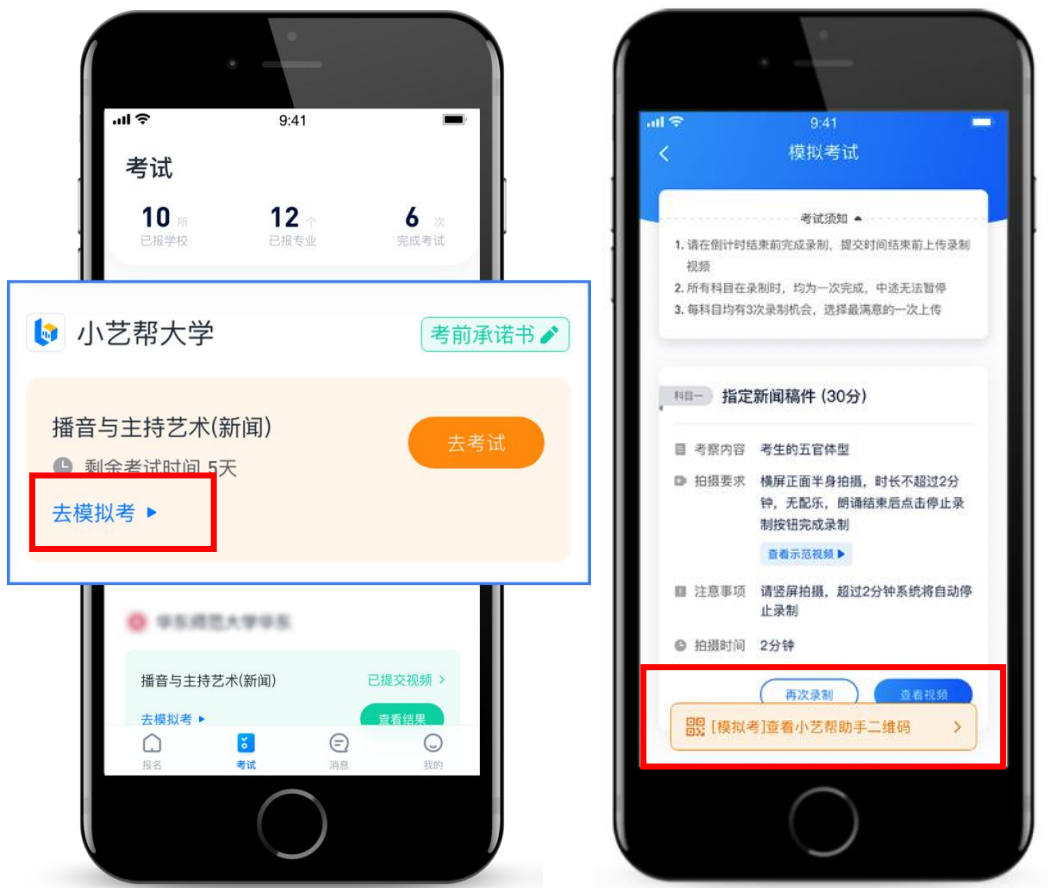 9:41
考试
10 所
12 个
6 次
已报学校
已报专业
完成考试
小艺帮大学
考前承诺书
播音与主持艺术(新闻)
去考试
剩余考试时间 5天
去模拟考
播音与主持艺术(新闻)
已提交视频
去模拟考
查看结果
报名
考试
消息
我的
9:41
模拟考试
考试须知
1. 请在倒计时结束前完成录制，提交时间结束前上传录制
视频
2. 所有科目在录制时，均为一次完成，中途无法暂停
3. 每科目均有3次录制机会，选择最满意的一次上传
科目一
指定新闻稿件 (30分)
考察内容 考生的五官体型
拍摄要求 横屏正面半身拍摄，时长不超过2分
钟，无配乐，朗诵结束后点击停止录
制按钮完成录制
查看示范视频
注意事项 请竖屏拍摄，超过2分钟系统将自动停
止录制
拍摄时间 2分钟
再次录制
查看视频
[模拟考]查看小艺帮助手二维码